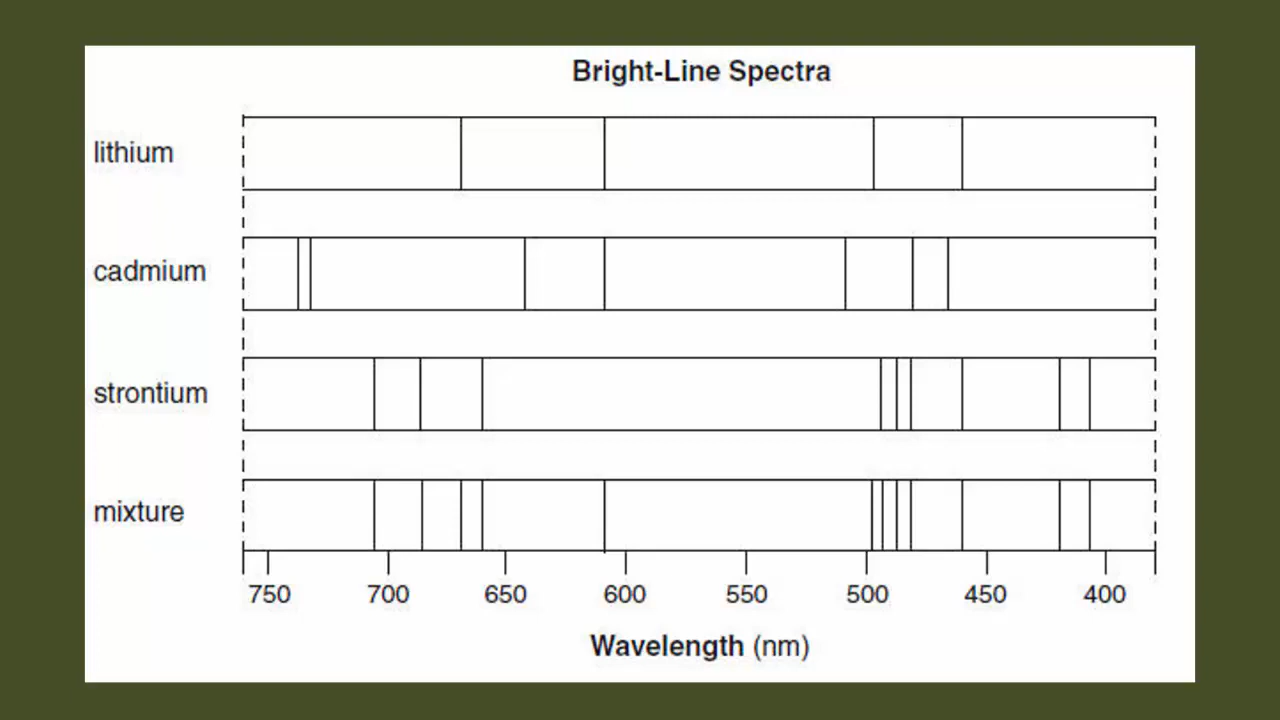 Bright-Line Spectra
lithium
cadmium
strontium
mixture
750 700 650 600 550 500 450 400
Wavelength (nm)